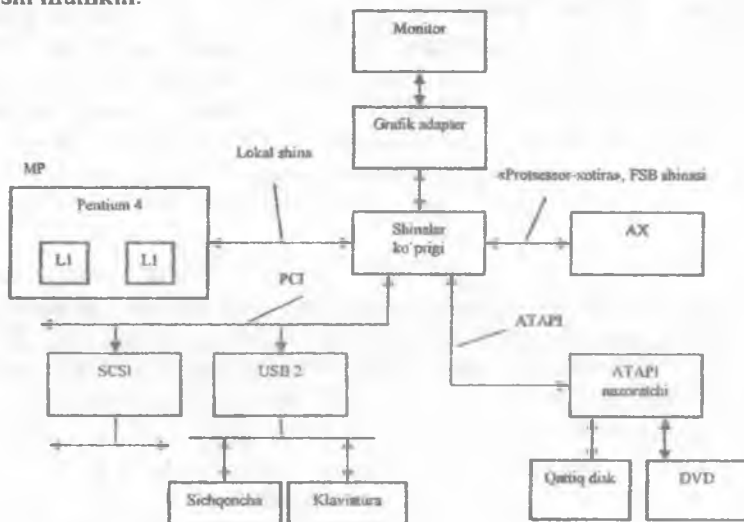 Monitor
Grafik adapter
Lokal shina
MP
«Protsessor-xotira», FSB shinasi
Pentium 4
Shinalar
ko'prigi
AX
L1
L1
PCI
ATAPI
SCSI
USB 2
ATAPI
nazoratchi
Sichqoncha
Klaviatura
Qattiq disk
DVD